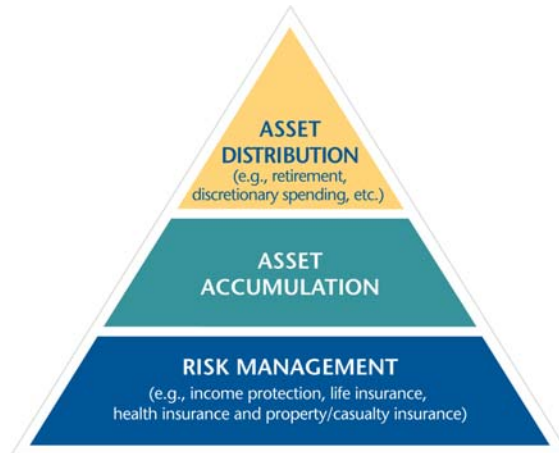 ASSET
DISTRIBUTION
(e.g., retirement,
discretionary spending, etc.)
ASSET
ACCUMULATION
RISK MANAGEMENT
(e.g., income protection, life insurance,
health insurance and property/casualty insurance)